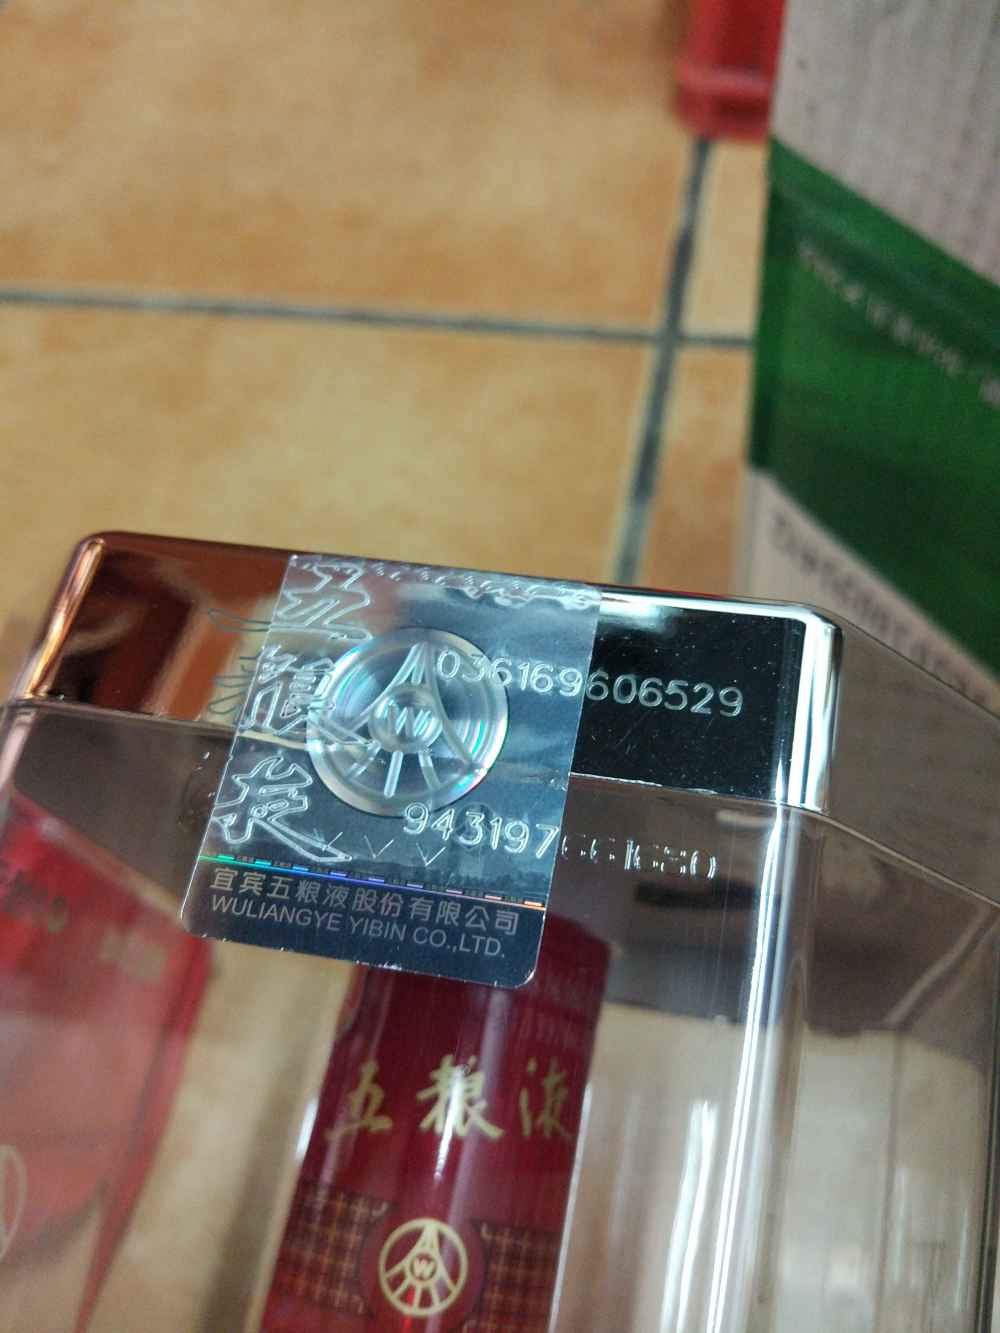 五
粮
液
036169606529
943197661680
宜宾五粮液股份有限公司
WULIANGYE YIBIN CO.,LTD.
五粮液
W